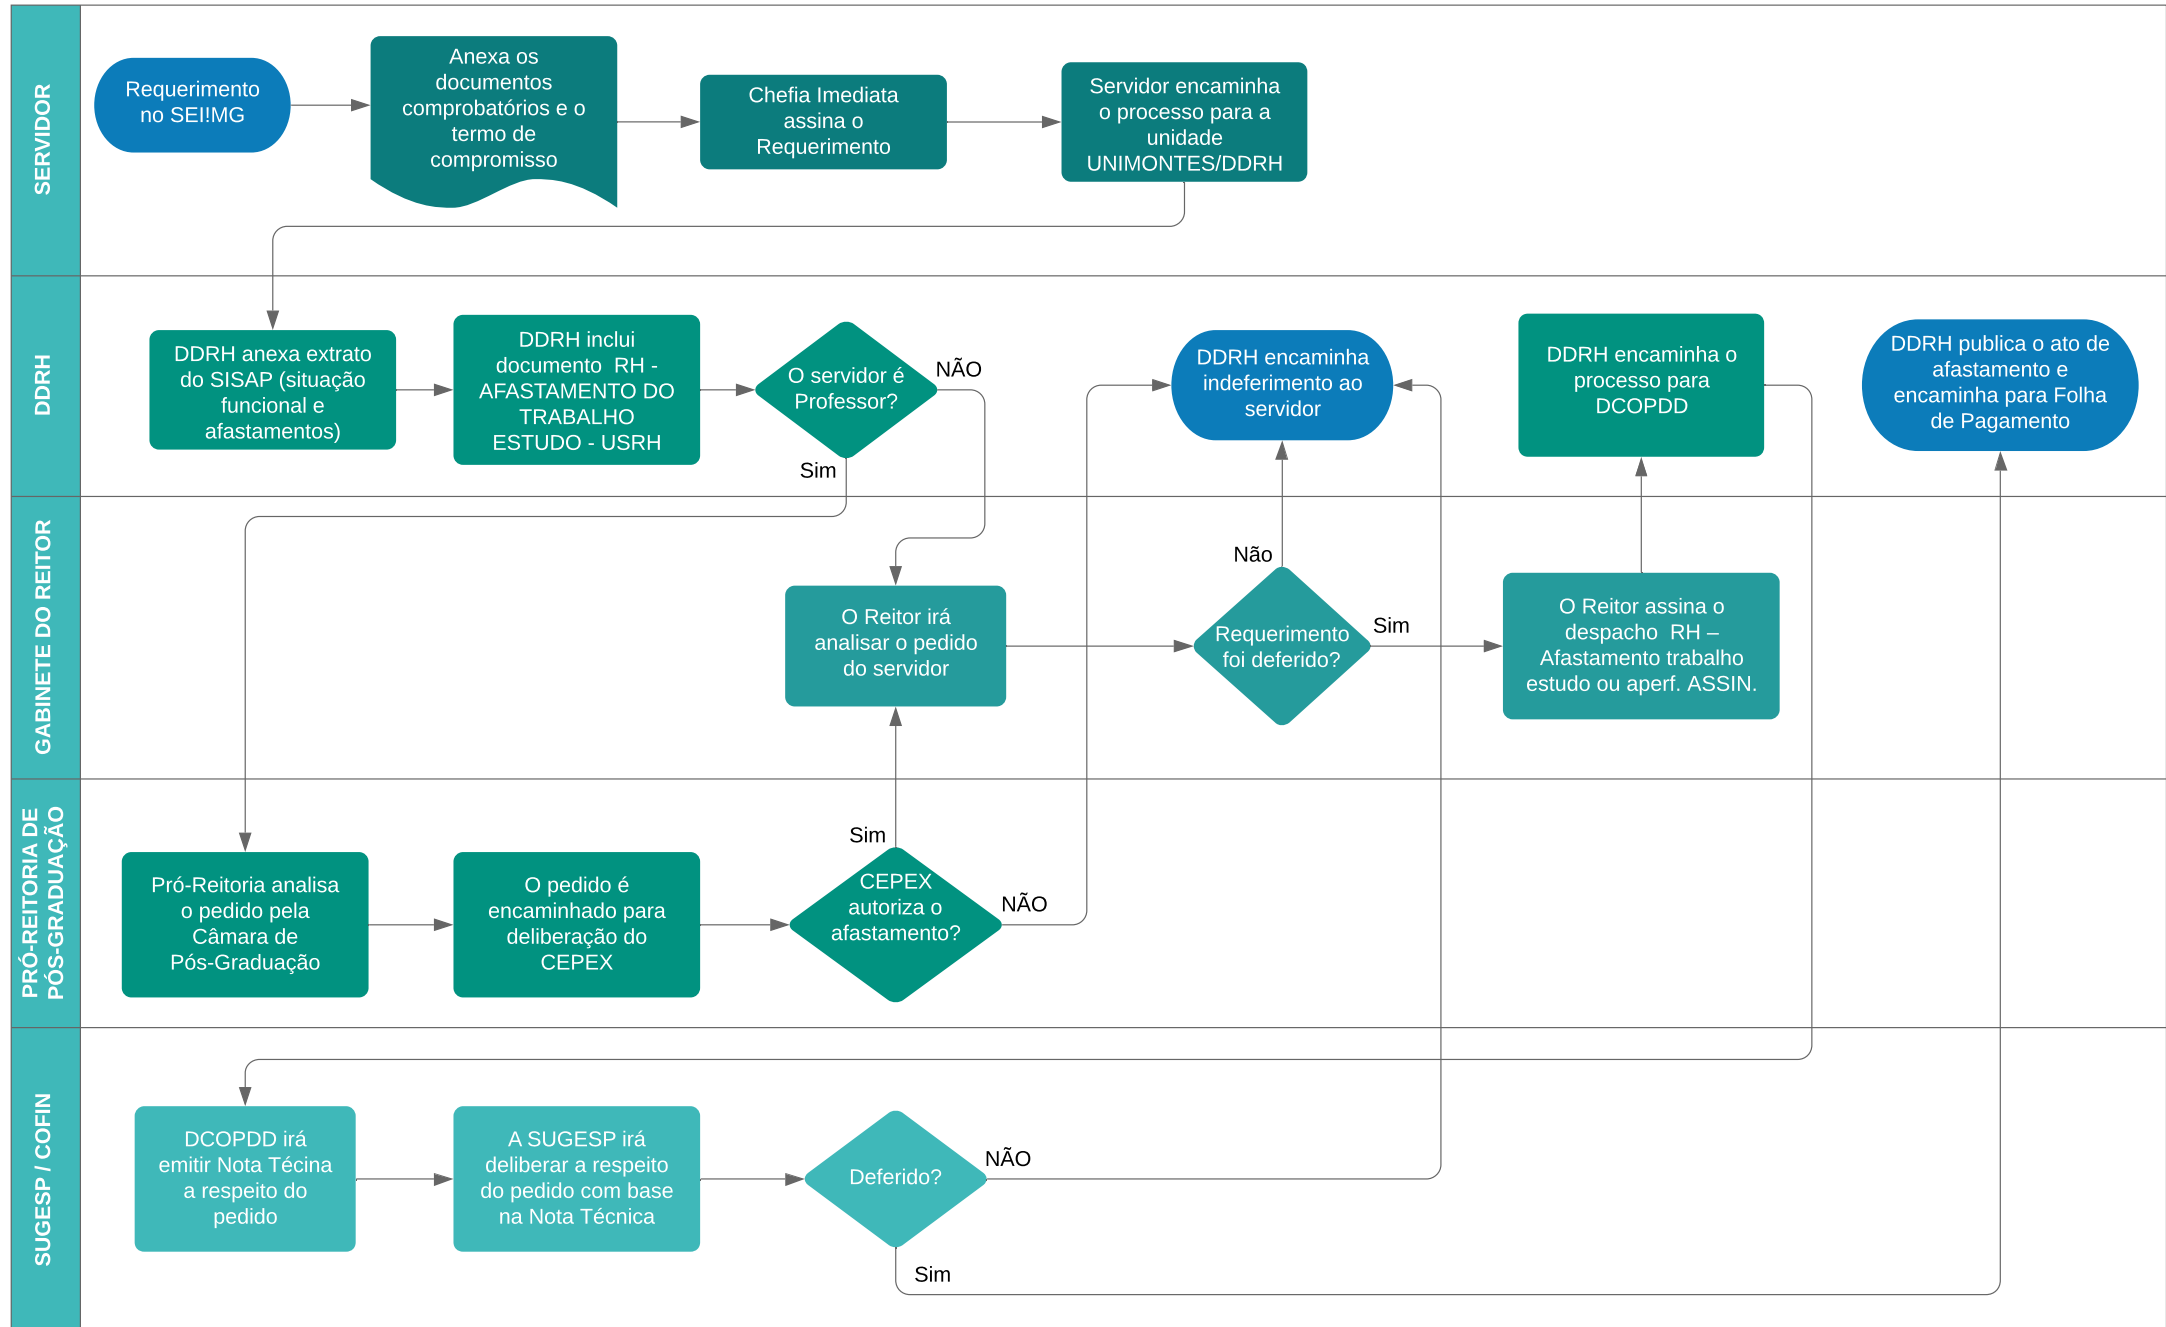 SERVIDOR
Requerimento
no SEI!MG
Anexa os
documentos
comprobatórios e o
termo de
compromisso
Chefia Imediata
assina o
Requerimento
Servidor encaminha
o processo para a
unidade
UNIMONTES/DDRH
DDRH
DDRH anexa extrato
do SISAP (situação
funcional e
afastamentos)
DDRH inclui
documento RH -
AFASTAMENTO DO
TRABALHO
ESTUDO - USRH
O servidor é
Professor?
NÃO
Sim
DDRH encaminha
indeferimento ao
servidor
DDRH encaminha o
processo para
DCOPDD
DDRH publica o ato de
afastamento e
encaminha para Folha
de Pagamento
GABINETE DO REITOR
O Reitor irá
analisar o pedido
do servidor
Não
Requerimento
foi deferido?
Sim
O Reitor assina o
despacho RH –
Afastamento trabalho
estudo ou aperf. ASSIN.
PRÓ-REITORIA DE
PÓS-GRADUAÇÃO
Pró-Reitoria analisa
o pedido pela
Câmara de
Pós-Graduação
O pedido é
encaminhado para
deliberação do
CEPEX
Sim
CEPEX
autoriza o
afastamento?
NÃO
SUGESP / COFIN
DCOPDD irá
emitir Nota Técina
a respeito do
pedido
A SUGESP irá
deliberar a respeito
do pedido com base
na Nota Técnica
Deferido?
NÃO
Sim